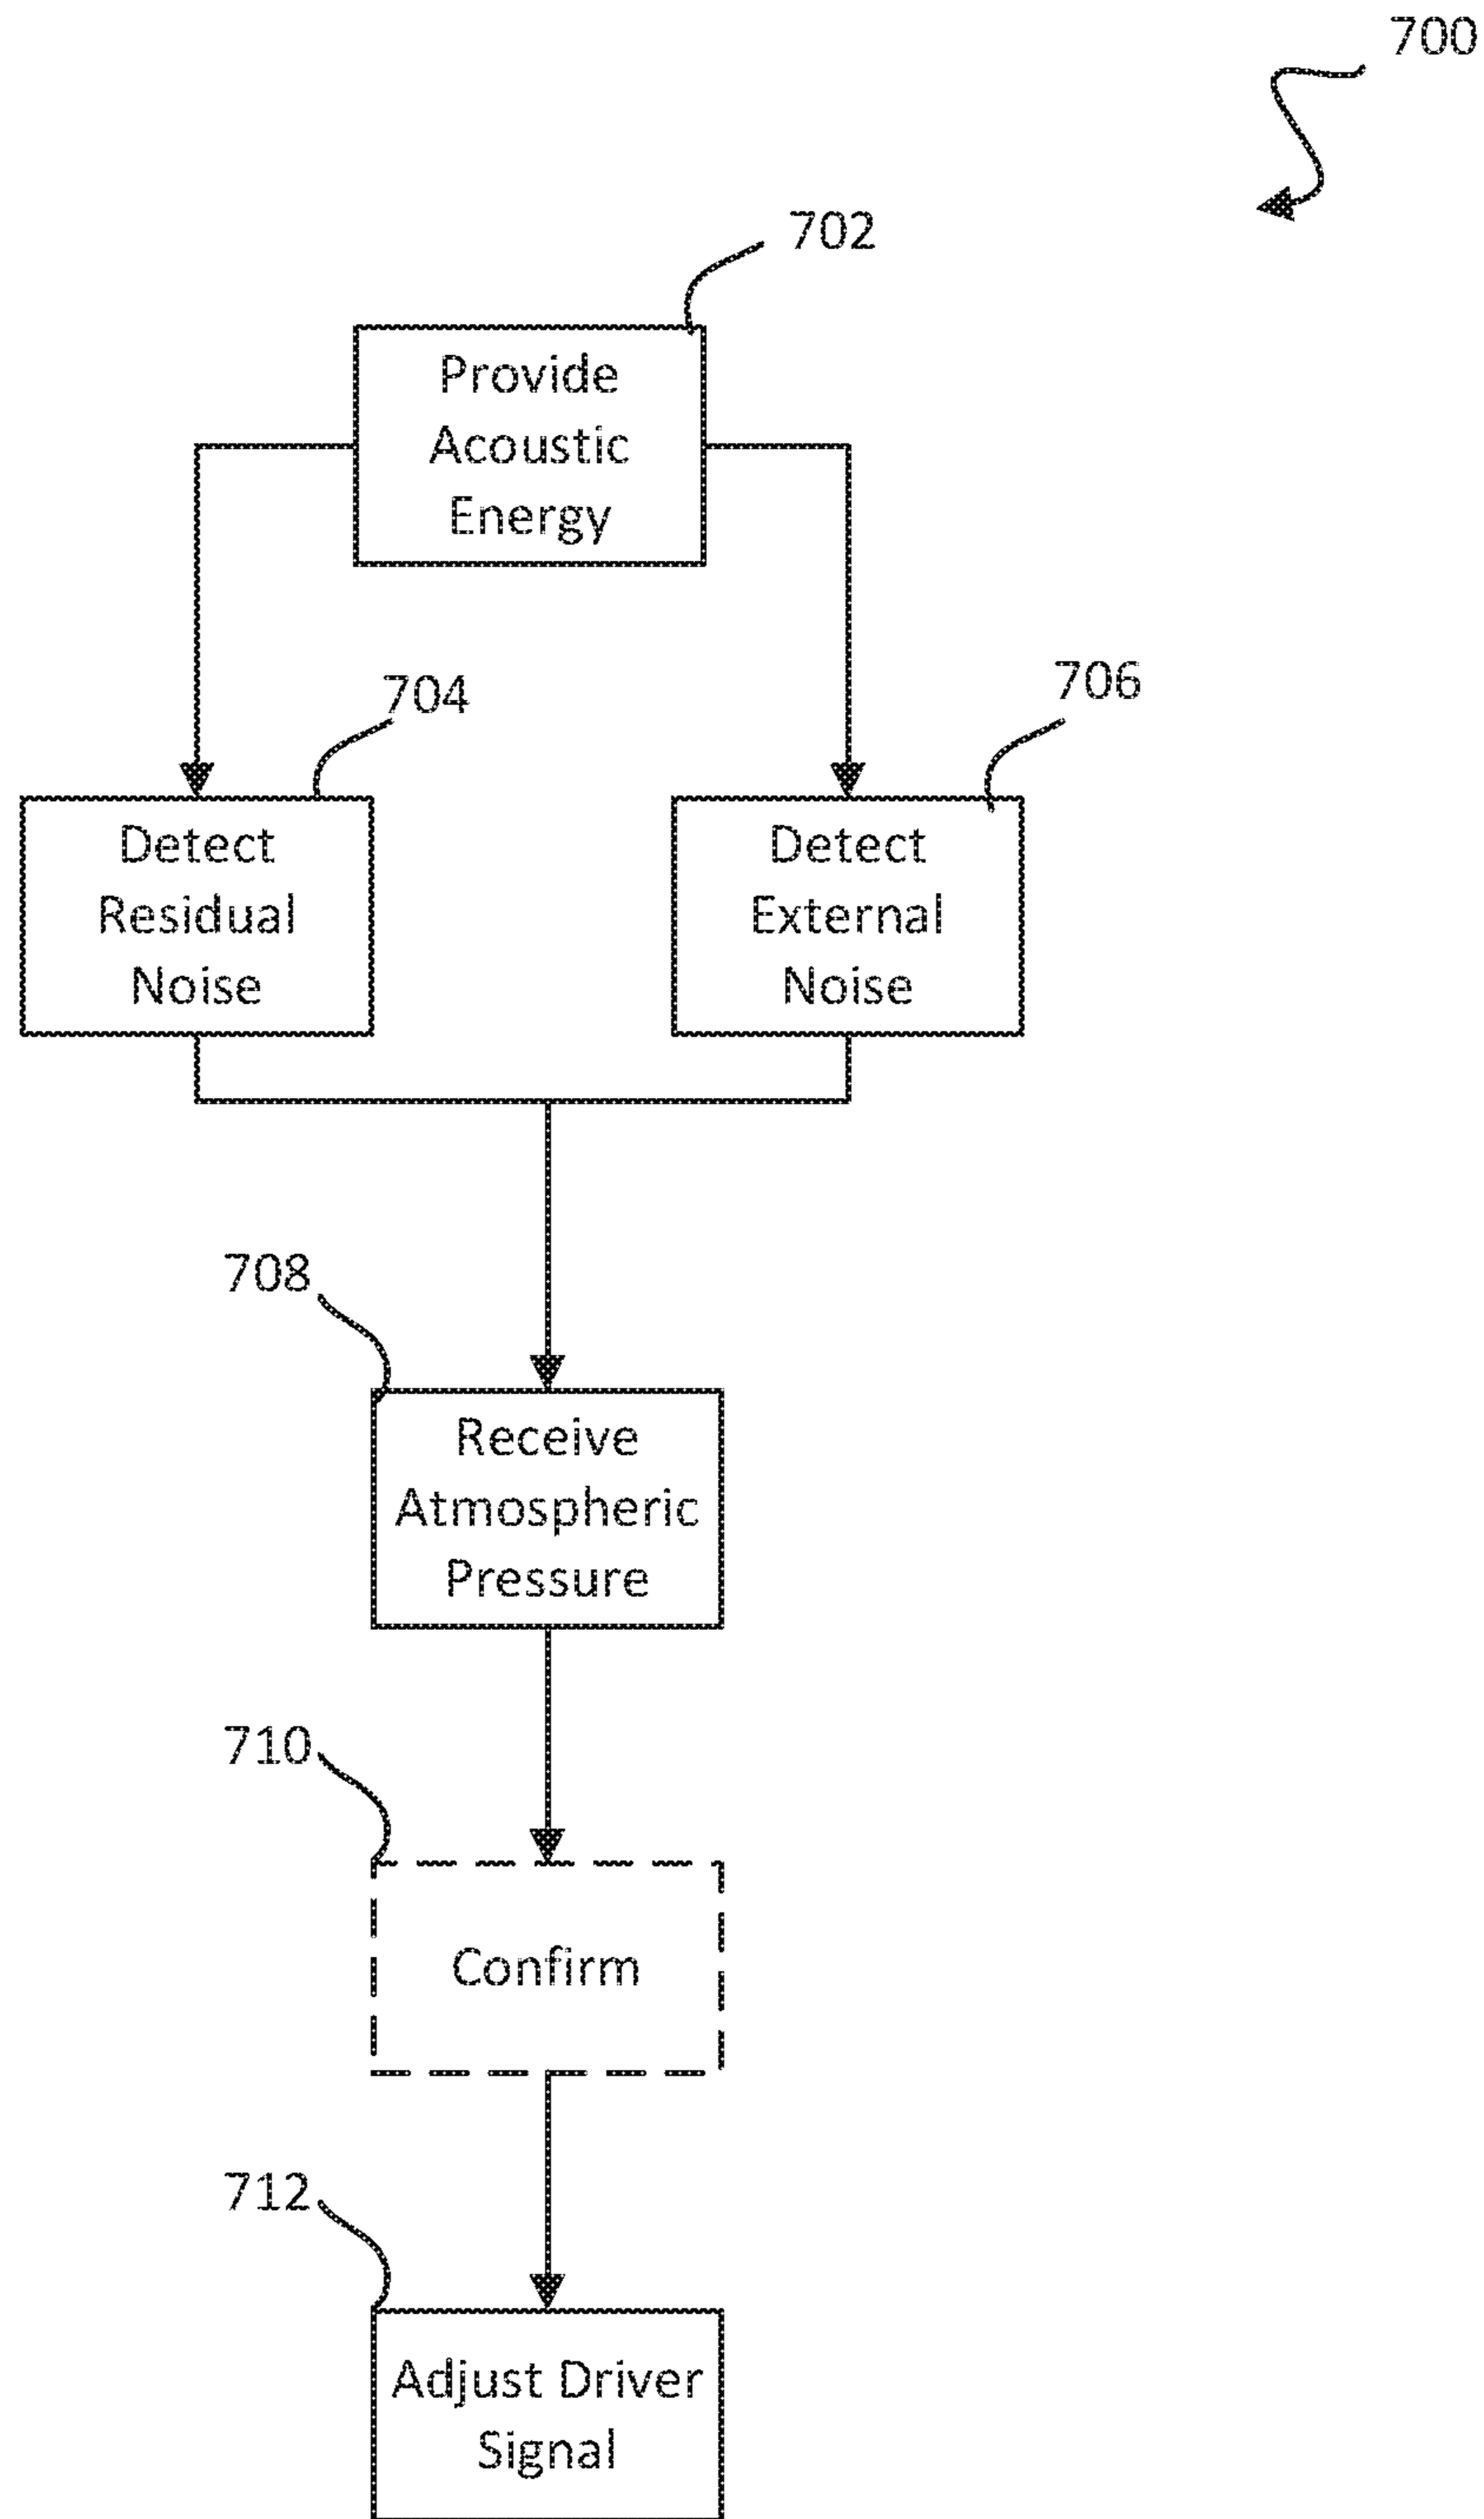 700
702
Provide
Acoustic
Energy
704
706
Detect
Residual
Noise
Detect
External
Noise
708
Receive
Atmospheric
Pressure
710
Confirm
712
Adjust Driver
Signal